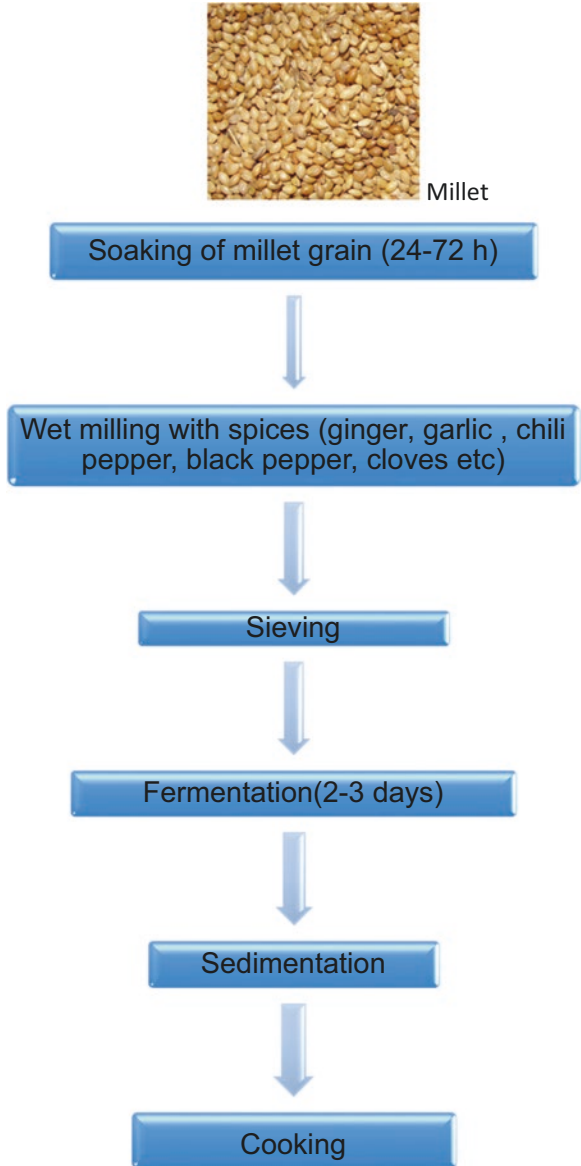 Millet
Soaking of millet grain (24-72 h)
Wet milling with spices (ginger, garlic , chili
pepper, black pepper, cloves etc)
Sieving
Fermentation(2-3 days)
Sedimentation
Cooking